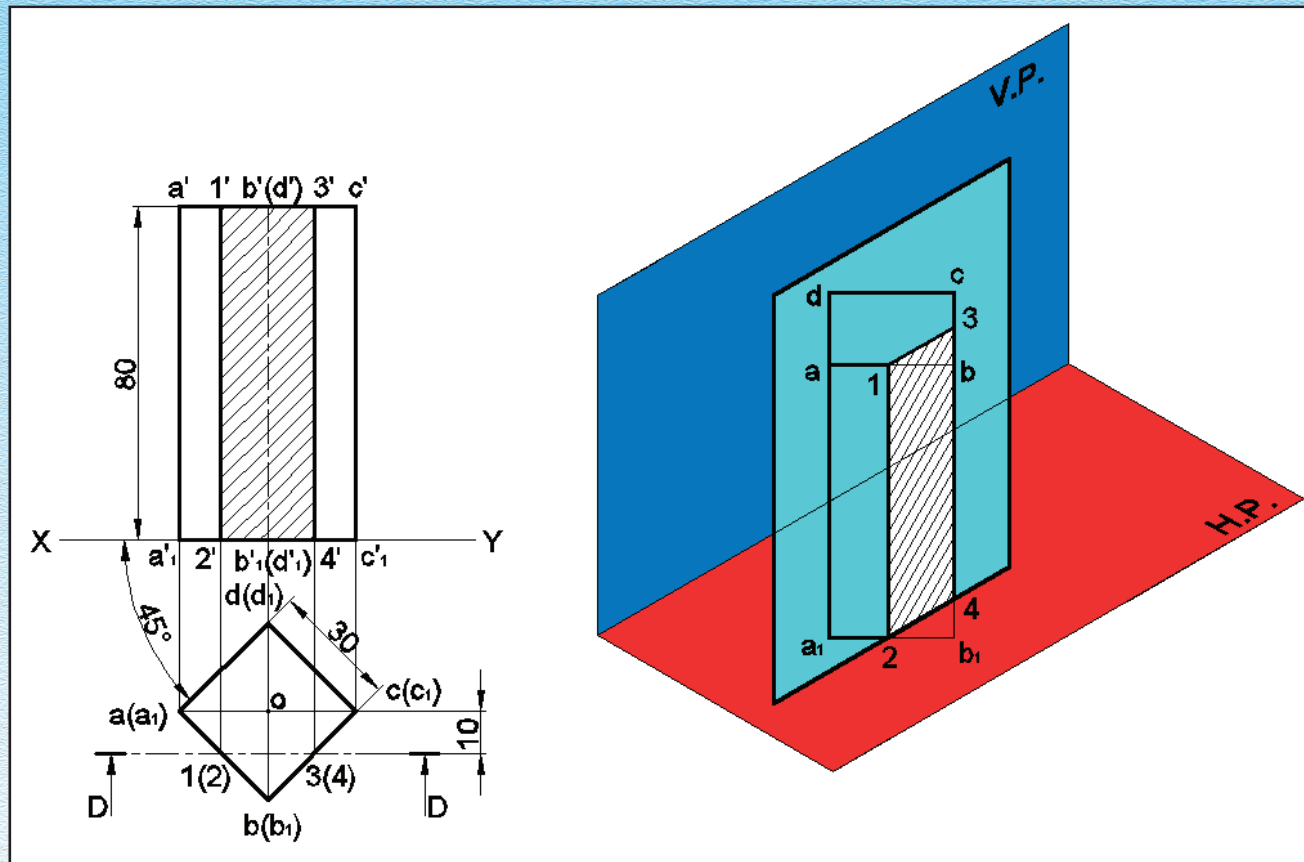 a' 1' b'(d') 3' c'
80
X Y
a'₁ 2' b'₁(d'₁) 4' c'₁
d(d₁)
45°
30
c(c₁)
a(a₁) o
10
1(2) 3(4)
D D
b(b₁)
V.P.
d c
3
a 1 b
H.P.
4
a₁ 2 b₁